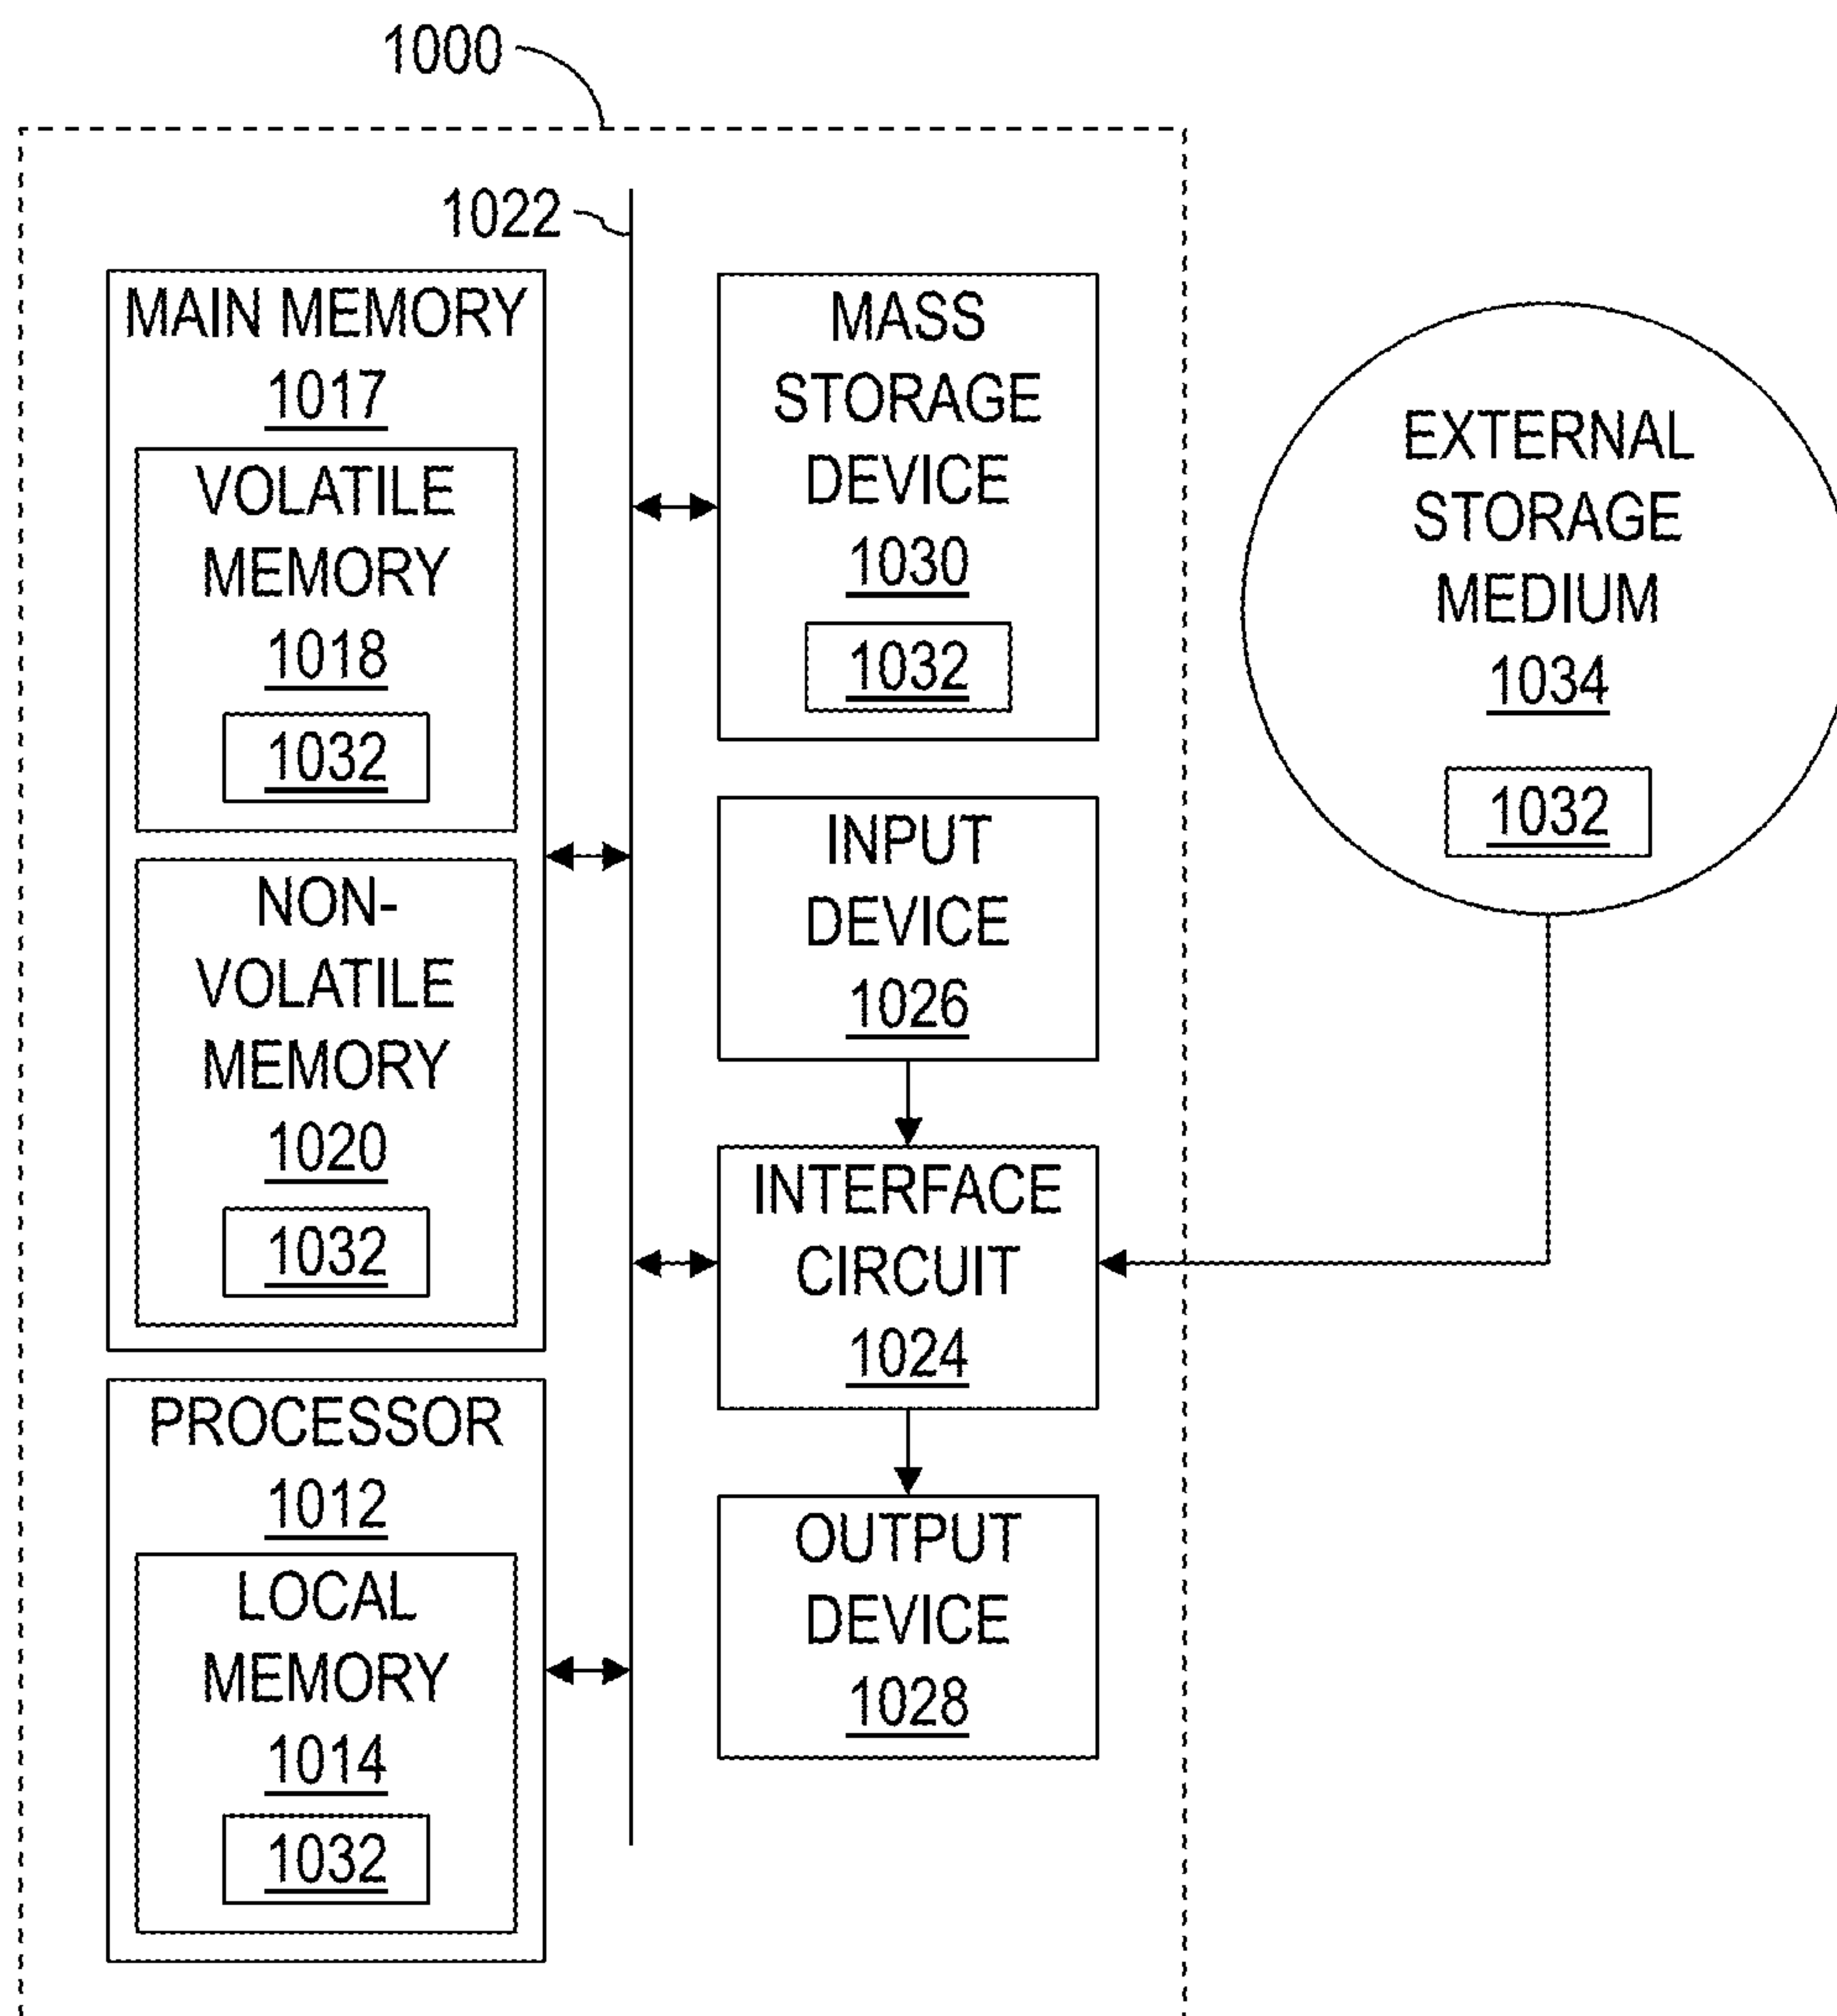 1000
1022
MAIN MEMORY
1017
VOLATILE
MEMORY
1018
1032
NON-
VOLATILE
MEMORY
1020
1032
PROCESSOR
1012
LOCAL
MEMORY
1014
1032
MASS
STORAGE
DEVICE
1030
1032
INPUT
DEVICE
1026
INTERFACE
CIRCUIT
1024
OUTPUT
DEVICE
1028
EXTERNAL
STORAGE
MEDIUM
1034
1032